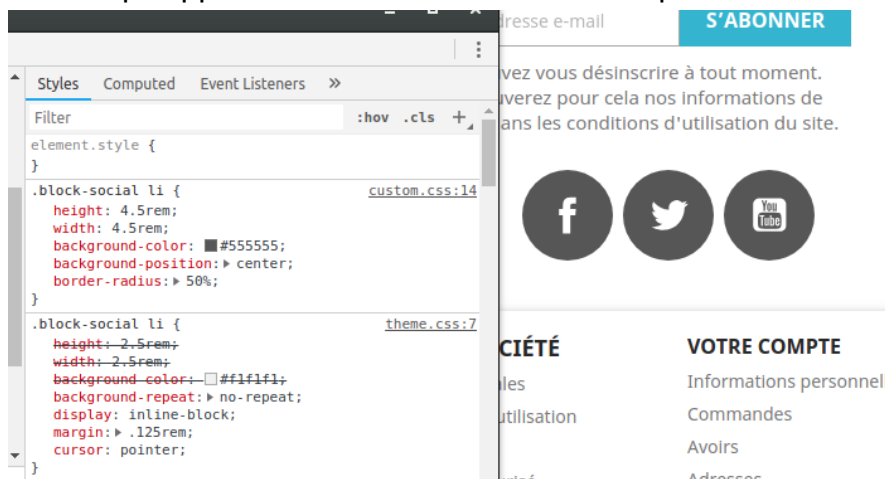 dresse e-mail
S'ABONNER
Styles Computed Event Listeners »
Filter :hov .cls +
element.style {
}
.block-social li { custom.css:14
height: 4.5rem;
width: 4.5rem;
background-color: #555555;
background-position: center;
border-radius: 50%;
}
.block-social li { theme.css:7
height: 2.5rem;
width: 2.5rem;
background-color: #f1f1f1;
background-repeat: no-repeat;
display: inline-block;
margin: .125rem;
cursor: pointer;
}
vez vous désinscrire à tout moment.
uverez pour cela nos informations de
ans les conditions d'utilisation du site.
f
You
Tube
CIÉTÉ
les
utilisation
VOTRE COMPTE
Informations personnel
Commandes
Avoirs
Adresses